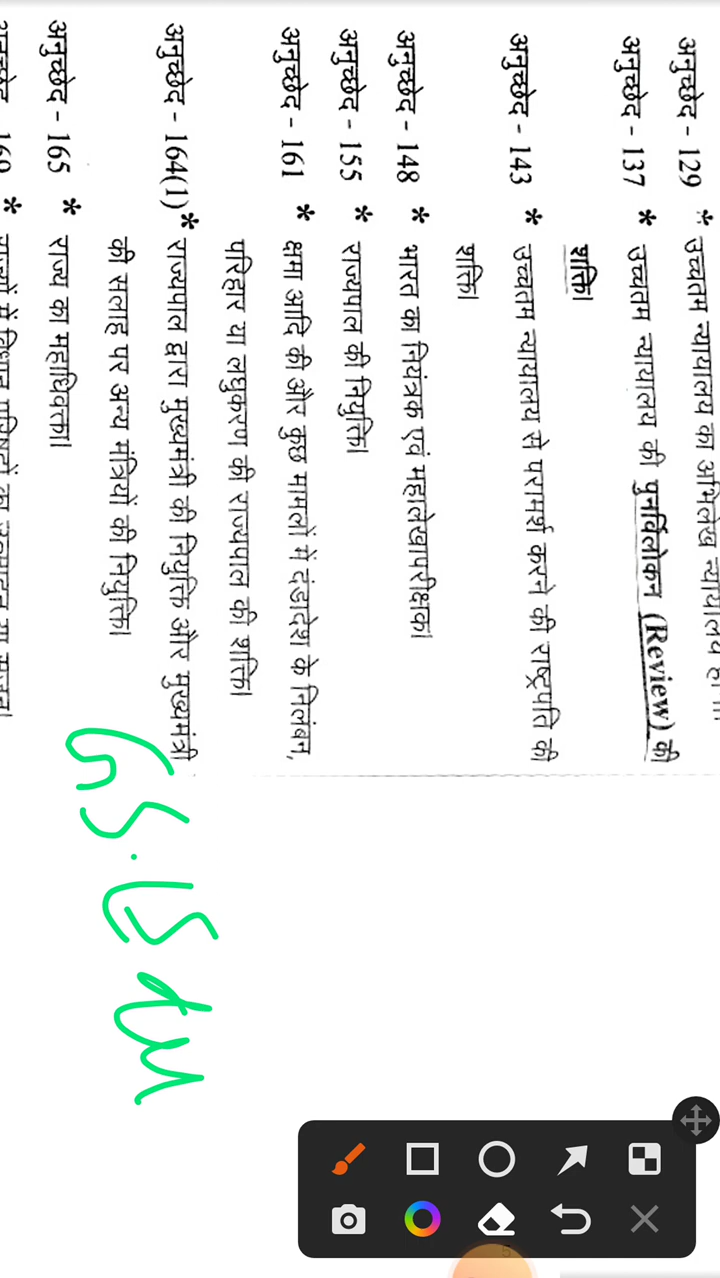 अनुच्छेद - 129 * उच्चतम न्यायालय का अभिलेख न्यायालय
अनुच्छेद - 137 * उच्चतम न्यायालय की पुनर्विलोकन (Review) की
शक्ति।
अनुच्छेद - 143 * उच्चतम न्यायालय से परामर्श करने की राष्ट्रपति की
शक्ति।
अनुच्छेद - 148 * भारत का नियंत्रक एवं महालेखापरीक्षक।
अनुच्छेद - 155 * राज्यपाल की नियुक्ति।
अनुच्छेद - 161 * क्षमा आदि की और कुछ मामलों में दंडादेश के निलंबन,
परिहार या लघुकरण की राज्यपाल की शक्ति।
अनुच्छेद - 164(1)* राज्यपाल द्वारा मुख्यमंत्री की नियुक्ति और मुख्यमंत्री
की सलाह पर अन्य मंत्रियों की नियुक्ति।
अनुच्छेद - 165 * राज्य का महाधिवक्ता।